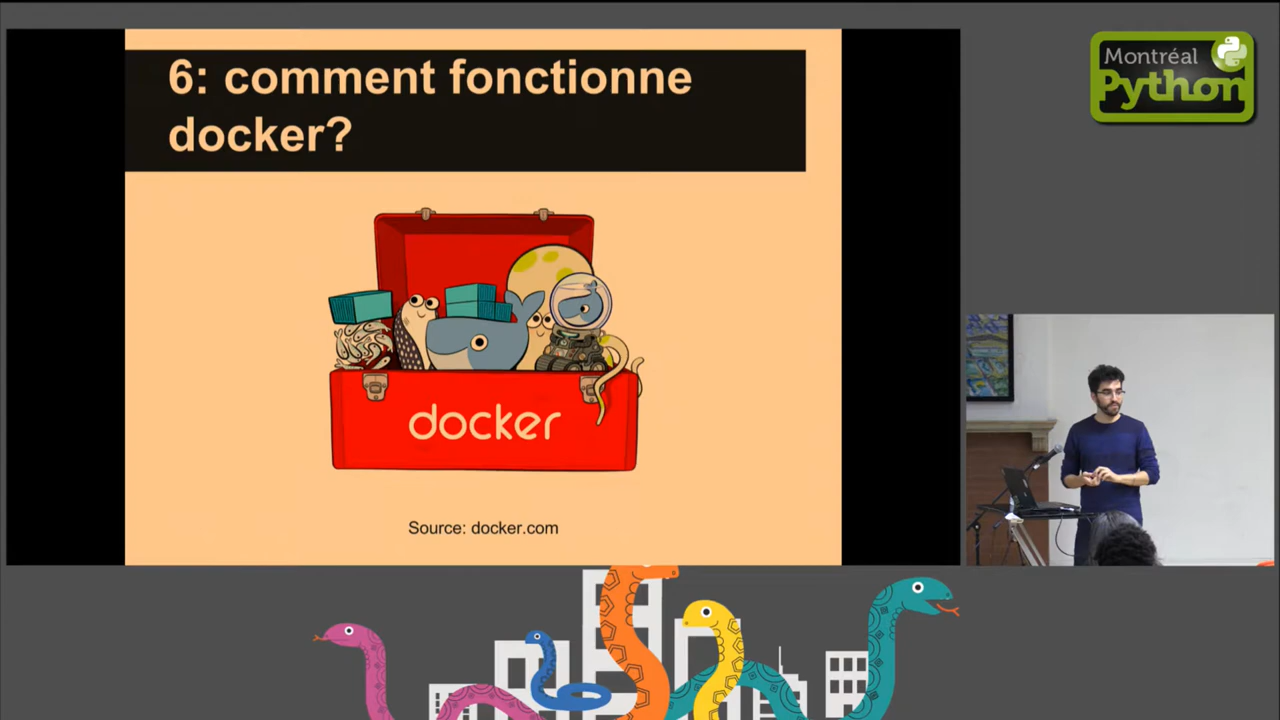 6: comment fonctionne
docker?
docker
Source: docker.com
Montréal
Python